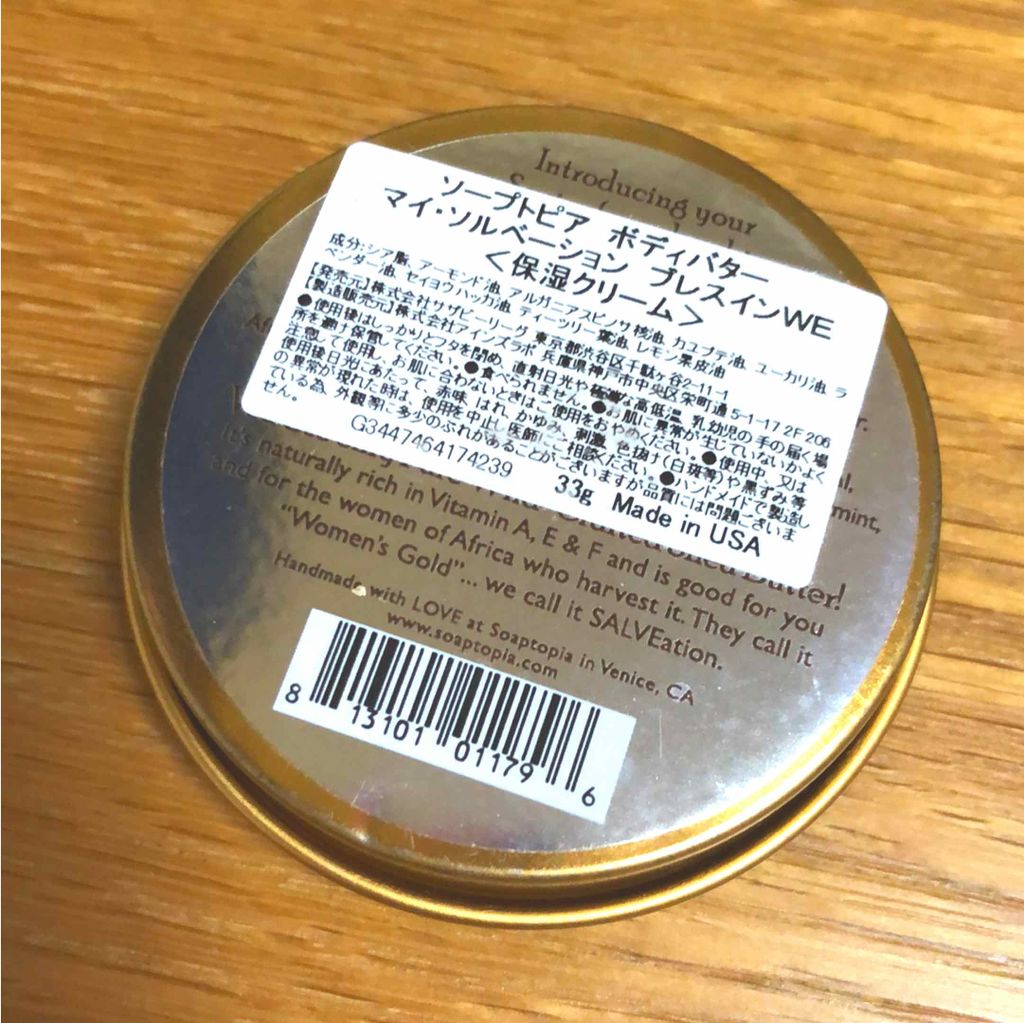 Introducing your
ソープトピア ボディバター
マイ・ソルベーション ブレスインWE
＜保湿クリーム＞
成分:シア脂、アーモンド油、アルガニアスピノサ核油、カユプテ油、ユーカリ油、ラ
ベンダー油、セイヨウハッカ油、ティーツリー葉油、レモン果皮油
【発売元】株式会社サザビーリーグ 東京都渋谷区千駄ヶ谷2-11-1
【製造販売元】株式会社アインズラボ 兵庫県神戸市中央区栄町通5-1-17 2F 206
●使用後はしっかりとフタを閉め、直射日光や極端な高低温、乳幼児の手の届く場
所を避け保管してください。●食べられません。●お肌に異常が生じていないかよく
注意して使用し、お肌に合わないときはご使用をおやめください。●使用中、又は
使用後日光にあたって、赤味、はれ、かゆみ、刺激、色抜け(白斑等)や黒ずみ等
の異常が現れた時は、使用を中止し医師にご相談ください。●ハンドメイドで製造し
ている為、外観等に多少のぶれがあることがございますが品質には問題ございま
せん。
G3447464174239
33g Made in USA
mint,
Butter!
It's naturally rich in Vitamin A, E & F and is good for you
and for the women of Africa who harvest it. They call it
"Women's Gold"... we call it SALVEation.
Handmade with LOVE at Soaptopia in Venice, CA
www.soaptopia.com
8 13101 01179 6